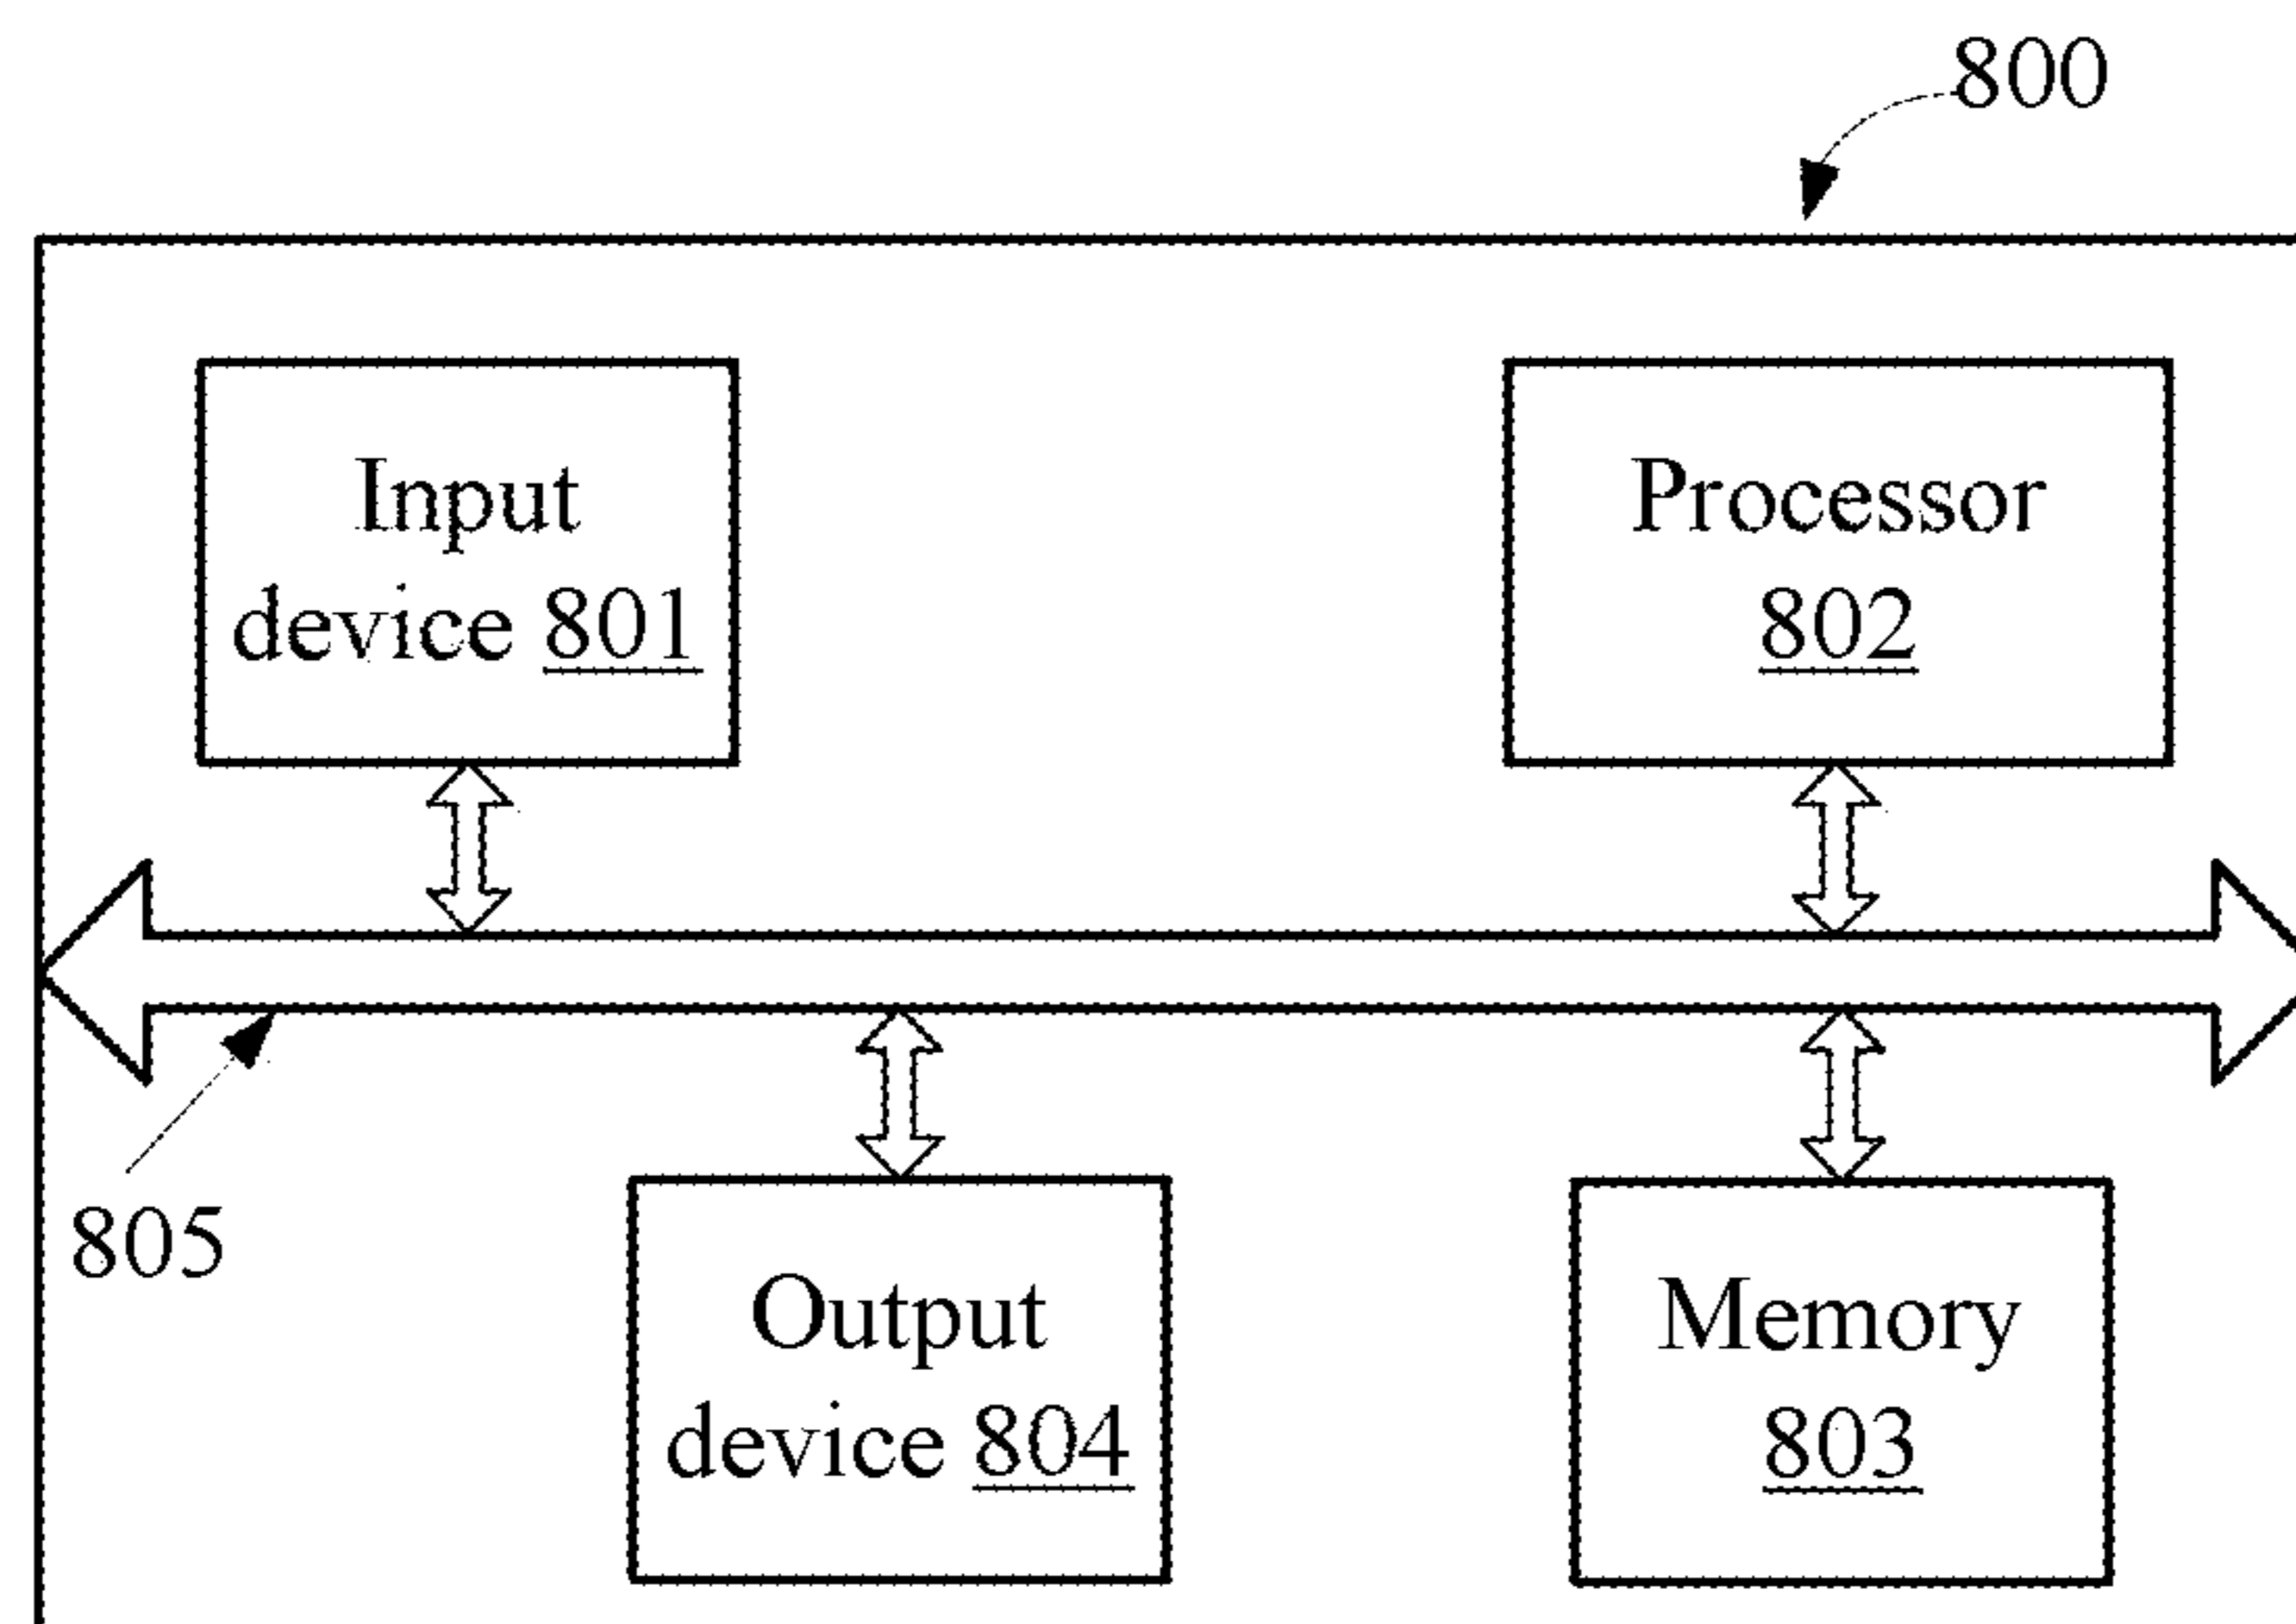 800
Input
device 801
Processor
802
805
Output
device 804
Memory
803